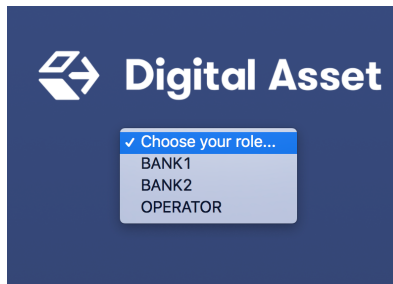 Digital Asset
✓ Choose your role...
BANK1
BANK2
OPERATOR